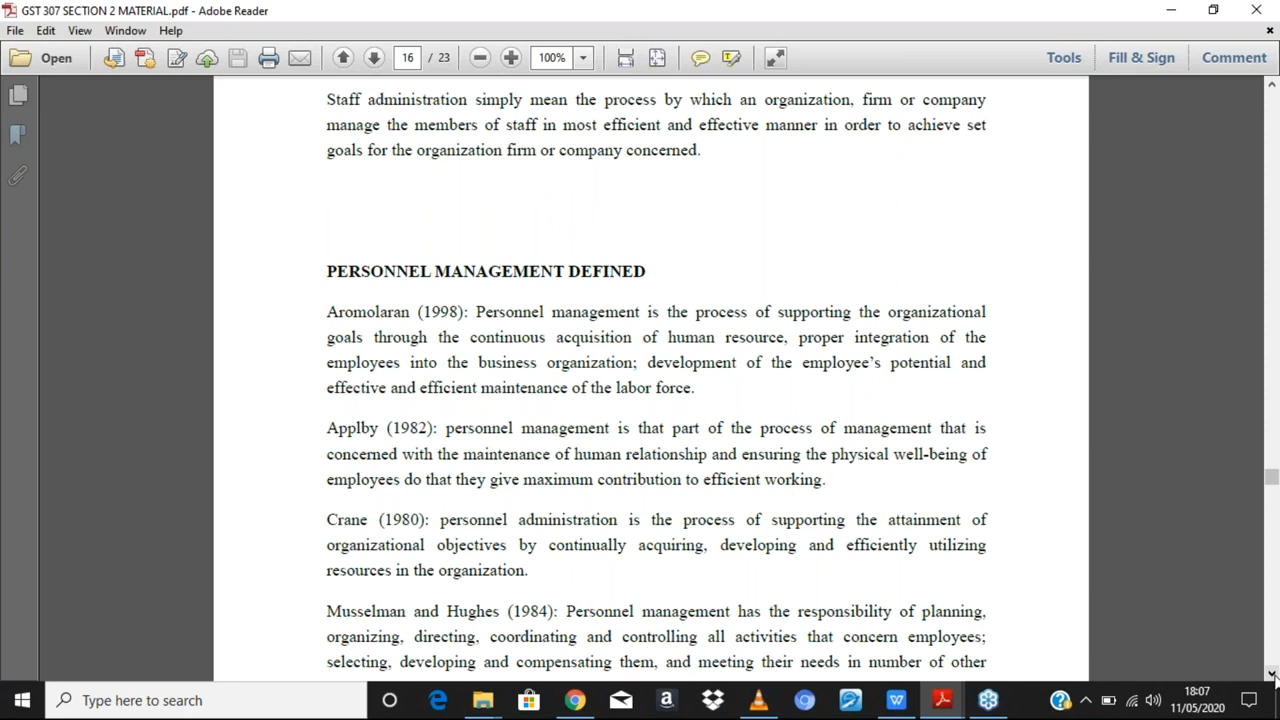 GST 307 SECTION 2 MATERIAL.pdf - Adobe Reader
File Edit View Window Help
Open 16 / 23 100% Tools Fill & Sign Comment
Staff administration simply mean the process by which an organization, firm or company
manage the members of staff in most efficient and effective manner in order to achieve set
goals for the organization firm or company concerned.
PERSONNEL MANAGEMENT DEFINED
Aromolaran (1998): Personnel management is the process of supporting the organizational
goals through the continuous acquisition of human resource, proper integration of the
employees into the business organization; development of the employee's potential and
effective and efficient maintenance of the labor force.
Applby (1982): personnel management is that part of the process of management that is
concerned with the maintenance of human relationship and ensuring the physical well-being of
employees do that they give maximum contribution to efficient working.
Crane (1980): personnel administration is the process of supporting the attainment of
organizational objectives by continually acquiring, developing and efficiently utilizing
resources in the organization.
Musselman and Hughes (1984): Personnel management has the responsibility of planning,
organizing, directing, coordinating and controlling all activities that concern employees;
selecting, developing and compensating them, and meeting their needs in number of other
Type here to search
18:07
11/05/2020